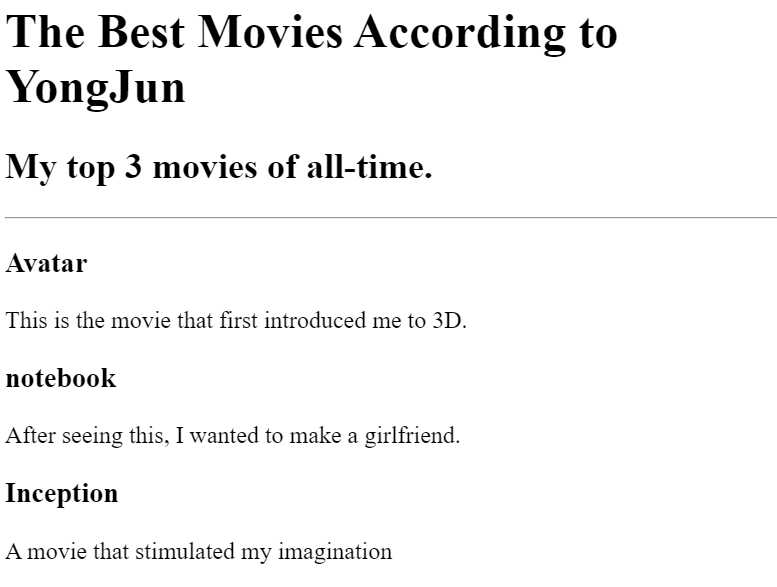 The Best Movies According to
YongJun
My top 3 movies of all-time.
Avatar
This is the movie that first introduced me to 3D.
notebook
After seeing this, I wanted to make a girlfriend.
Inception
A movie that stimulated my imagination